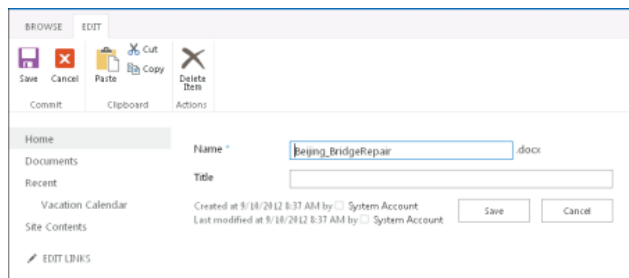 BROWSE EDIT
Save Cancel Paste Cut Copy Delete Item
Commit Clipboard Actions
Home
Documents
Recent
Vacation Calendar
Site Contents
EDIT LINKS
Name * Beijing_BridgeRepair .docx
Title
Created at 9/10/2012 8:37 AM by System Account
Last modified at 9/10/2012 8:37 AM by System Account
Save Cancel